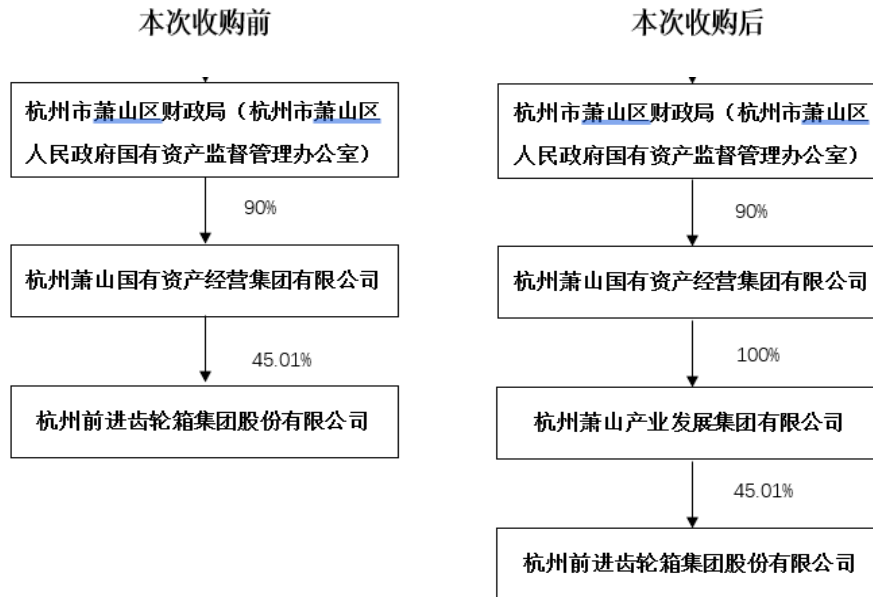 本次收购前
杭州市萧山区财政局（杭州市萧山区
人民政府国有资产监督管理办公室）
90%
杭州萧山国有资产经营集团有限公司
45.01%
杭州前进齿轮箱集团股份有限公司
本次收购后
杭州市萧山区财政局（杭州市萧山区
人民政府国有资产监督管理办公室）
90%
杭州萧山国有资产经营集团有限公司
100%
杭州萧山产业发展集团有限公司
45.01%
杭州前进齿轮箱集团股份有限公司